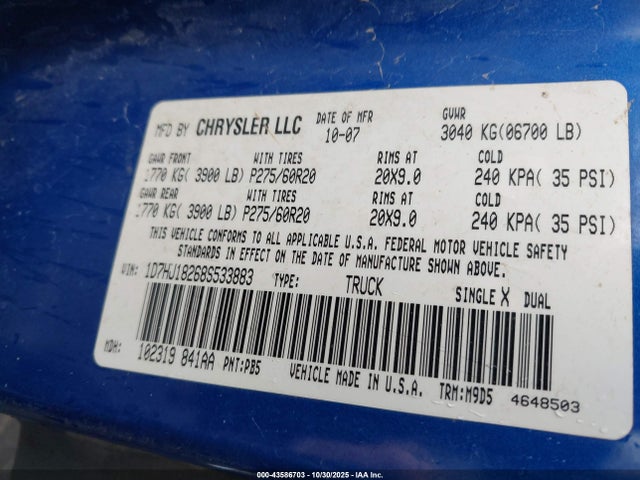 MFD BY CHRYSLER LLC DATE OF MFR GVWR
10-07 3040 KG(06700 LB)
GAWR FRONT WITH TIRES RIMS AT COLD
1770 KG( 3900 LB) P275/60R20 20X9.0 240 KPA( 35 PSI)
GAWR REAR WITH TIRES RIMS AT COLD
1770 KG( 3900 LB) P275/60R20 20X9.0 240 KPA( 35 PSI)
THIS VEHICLE CONFORMS TO ALL APPLICABLE U.S.A. FEDERAL MOTOR VEHICLE SAFETY
STANDARDS IN EFFECT ON THE DATE OF MANUFACTURE SHOWN ABOVE.
VIN: 1D7HJ18268S533883 TYPE: TRUCK SINGLE X DUAL
MDH: 102319 841AA PNT:PB5 VEHICLE MADE IN U.S.A. TRM:M9D5 4648503
000-43586703 - 10/30/2025 - IAA Inc.